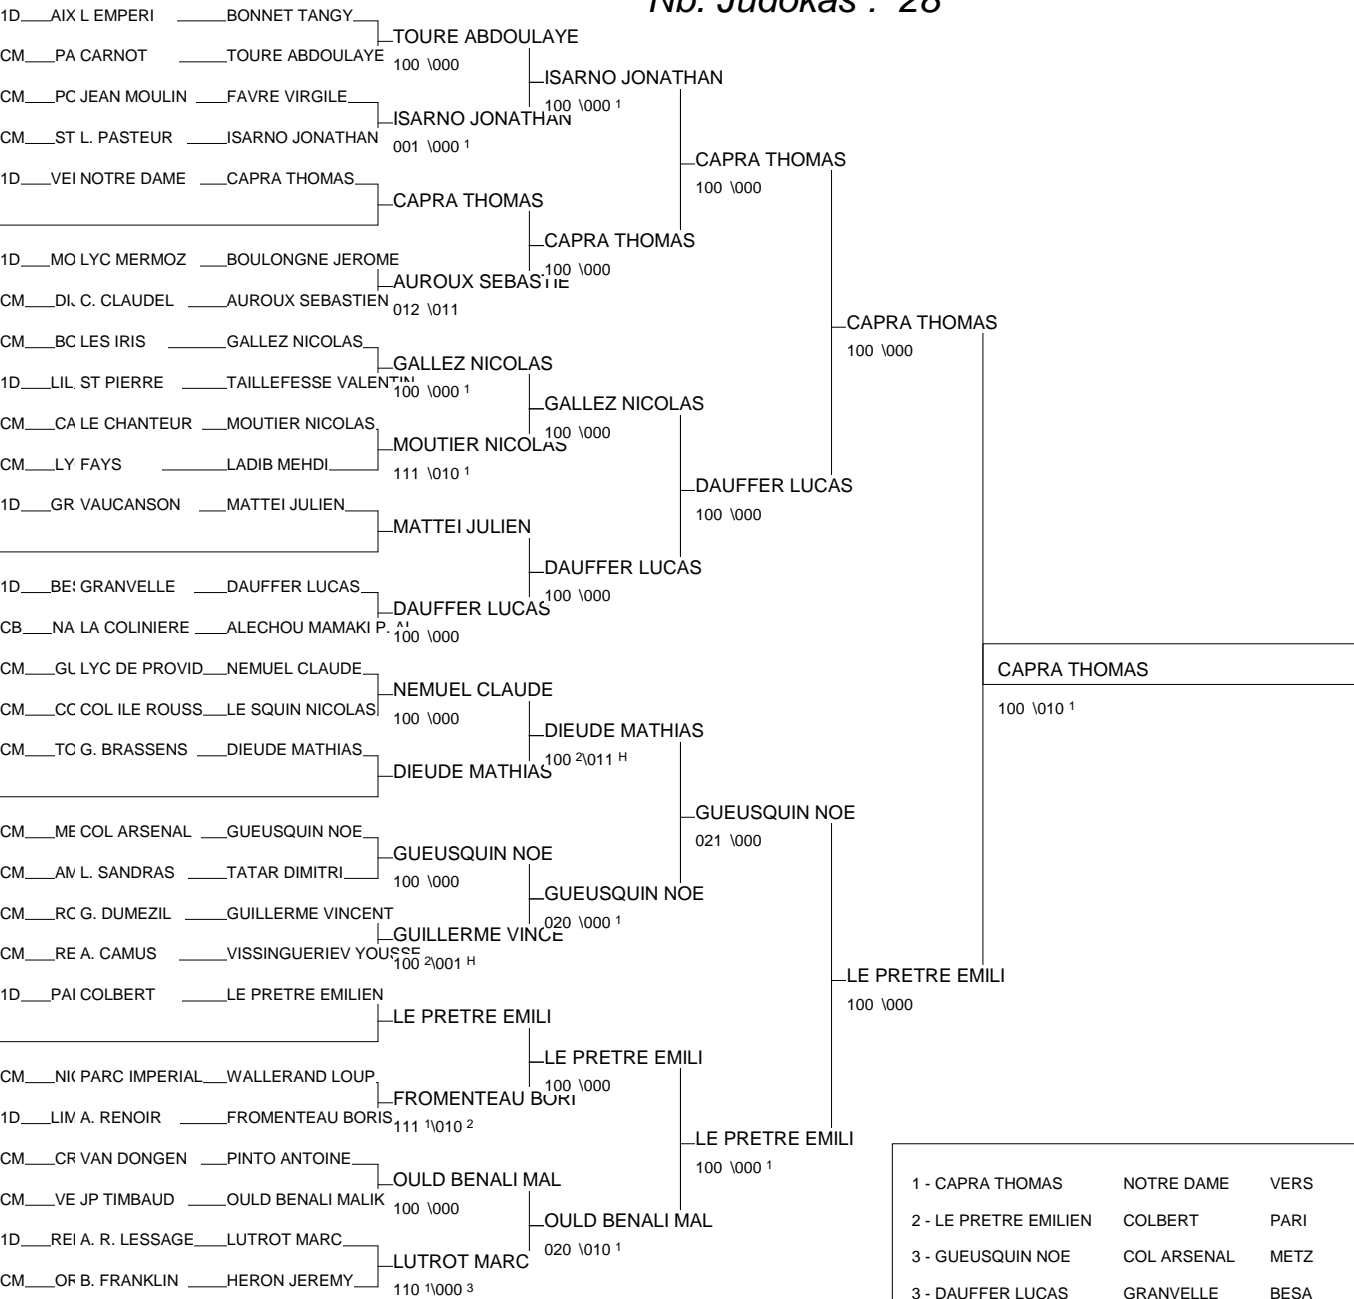 Nb. Judokas : 28
1D AIX L EMPERI BONNET TANGY
TOURE ABDOULAYE
100 \000
CM PA CARNOT TOURE ABDOULAYE
ISARNO JONATHAN
100 \000 1
CM PC JEAN MOULIN FAVRE VIRGILE
ISARNO JONATHAN
001 \000 1
CM ST L. PASTEUR ISARNO JONATHAN
CAPRA THOMAS
100 \000
1D VEI NOTRE DAME CAPRA THOMAS
CAPRA THOMAS
CAPRA THOMAS
100 \000
1D MO LYC MERMOZ BOULONGNE JEROME
AUROUX SEBASTIE
012 \011
CM DIJ C. CLAUDEL AUROUX SEBASTIEN
CAPRA THOMAS
100 \000
CM BC LES IRIS GALLEZ NICOLAS
GALLEZ NICOLAS
100 \000 1
1D LIL ST PIERRE TAILLEFESSE VALENTIN
GALLEZ NICOLAS
100 \000
CM CA LE CHANTEUR MOUTIER NICOLAS
MOUTIER NICOLAS
111 \010 1
CM LY FAYS LADIB MEHDI
DAUFFER LUCAS
100 \000
1D GR VAUCANSON MATTEI JULIEN
MATTEI JULIEN
DAUFFER LUCAS
100 \000
1D BES GRANVELLE DAUFFER LUCAS
DAUFFER LUCAS
100 \000
CB NA LA COLINIERE ALECHOU MAMAKI P.
CAPRA THOMAS
100 \010 1
CM GU LYC DE PROVID NEMUEL CLAUDE
NEMUEL CLAUDE
100 \000
CM CC COL ILE ROUSS LE SQUIN NICOLAS
DIEUDE MATHIAS
100 2\011 H
CM TO G. BRASSENS DIEUDE MATHIAS
DIEUDE MATHIAS
GUEUSQUIN NOE
021 \000
CM ME COL ARSENAL GUEUSQUIN NOE
GUEUSQUIN NOE
100 \000
CM AM L. SANDRAS TATAR DIMITRI
GUEUSQUIN NOE
020 \000 1
CM RC G. DUMEZIL GUILLERME VINCENT
GUILLERME VINCE
100 2\001 H
CM RE A. CAMUS VISSINGUERIEV YOUSSE
LE PRETRE EMILI
100 \000
1D PAI COLBERT LE PRETRE EMILIEN
LE PRETRE EMILI
LE PRETRE EMILI
100 \000
CM NIC PARC IMPERIAL WALLERAND LOUP
FROMENTEAU BORI
111 1\010 2
1D LIM A. RENOIR FROMENTEAU BORIS
LE PRETRE EMILI
100 \000 1
CM CR VAN DONGEN PINTO ANTOINE
OULD BENALI MAL
100 \000
CM VE JP TIMBAUD OULD BENALI MALIK
OULD BENALI MAL
020 \010 1
1D REI A. R. LESSAGE LUTROT MARC
LUTROT MARC
110 1\000 3
CM OR B. FRANKLIN HERON JEREMY
1 - CAPRA THOMAS NOTRE DAME VERS
2 - LE PRETRE EMILIEN COLBERT PARI
3 - GUEUSQUIN NOE COL ARSENAL METZ
3 - DAUFFER LUCAS GRANVELLE BESA